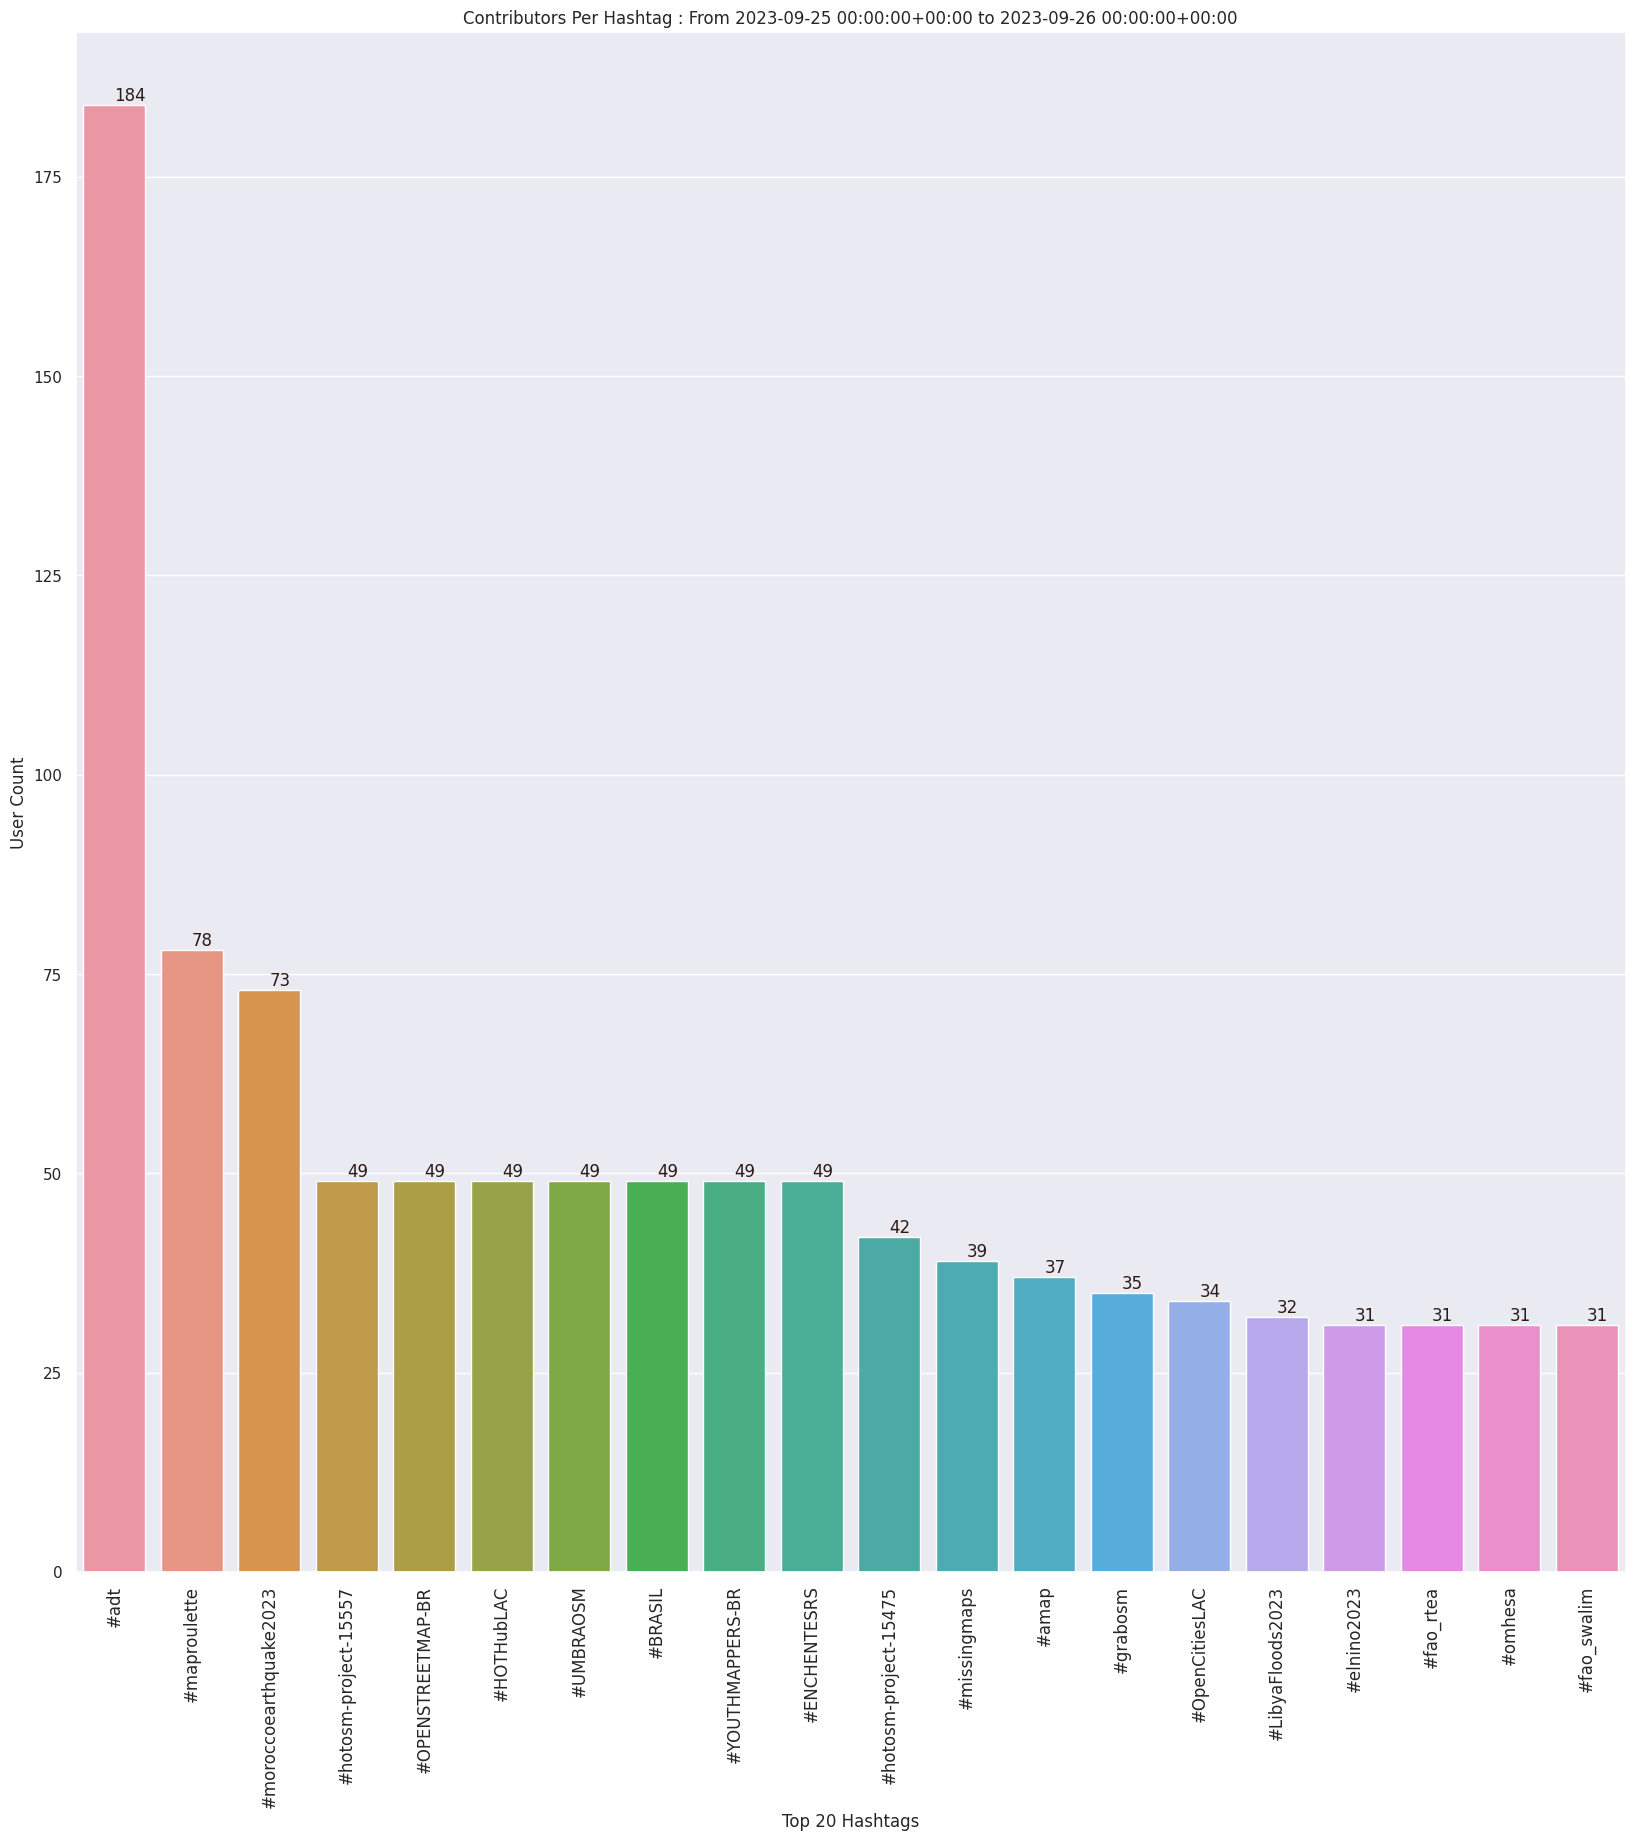 Contributors Per Hashtag : From 2023-09-25 00:00:00+00:00 to 2023-09-26 00:00:00+00:00
User Count
175
150
125
100
75
50
25
0
184
78
73
49
49
49
49
49
49
49
42
39
37
35
34
32
31
31
31
31
#adt
#maproulette
#moroccoearthquake2023
#hotosm-project-15557
#OPENSTREETMAP-BR
#HOTHubLAC
#UMBRAOSM
#BRASIL
#YOUTHMAPPERS-BR
#ENCHENTESRS
#hotosm-project-15475
#missingmaps
#amap
#grabosm
#OpenCitiesLAC
#LibyaFloods2023
#elnino2023
#fao_rtea
#omhesa
#fao_swalim
Top 20 Hashtags